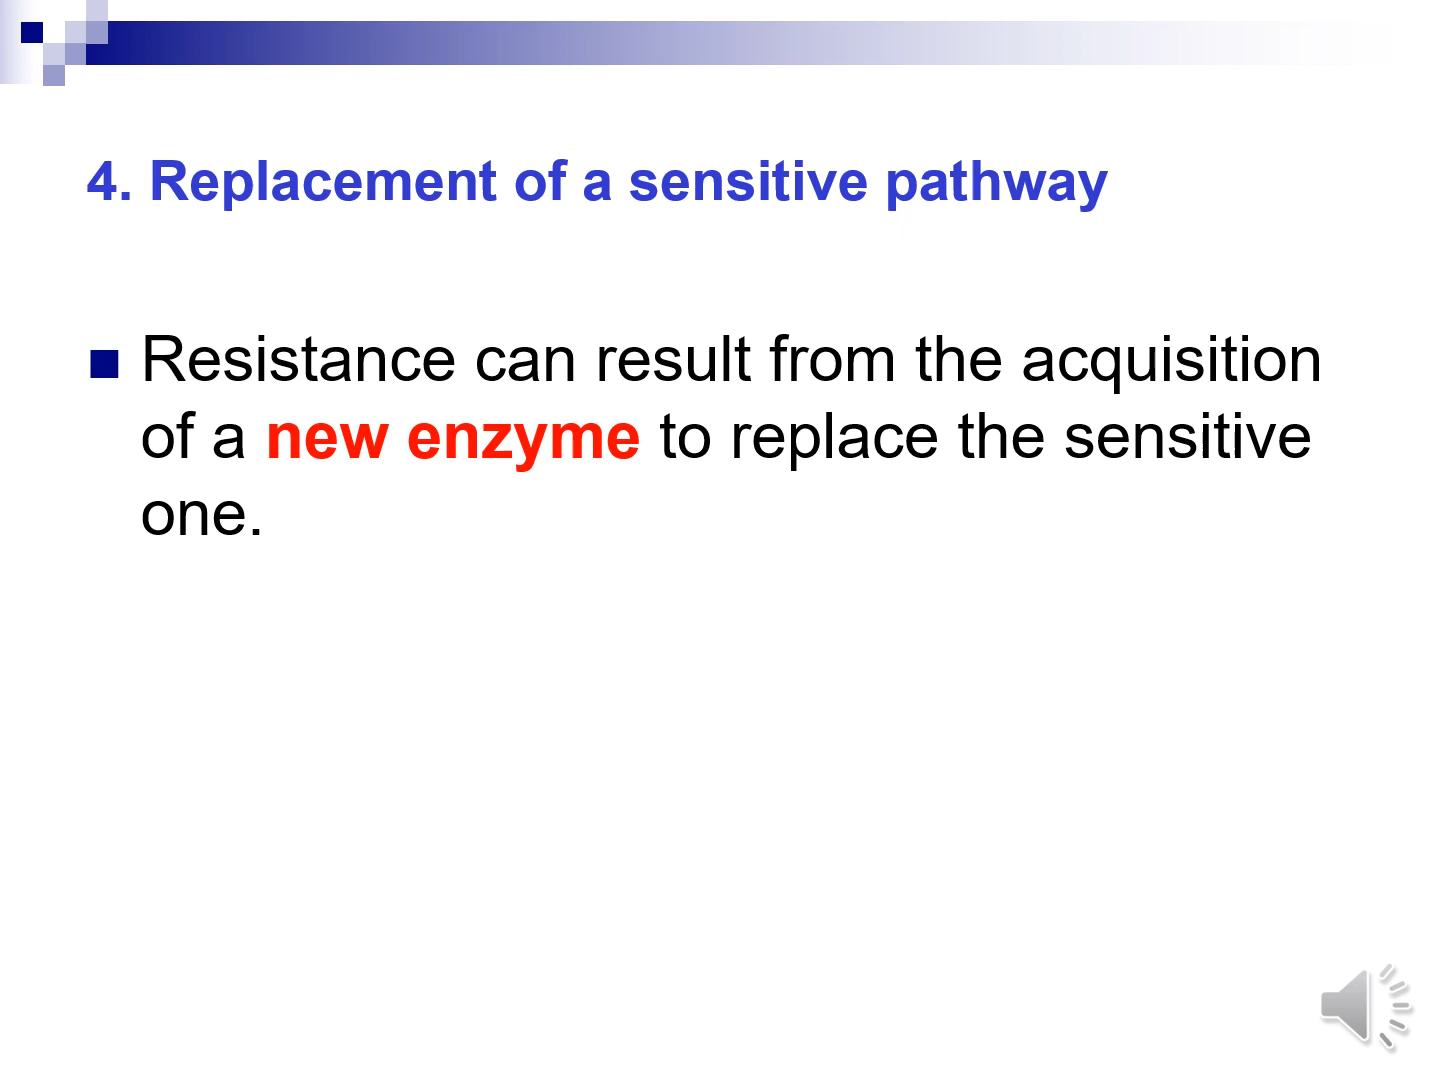 4. Replacement of a sensitive pathway
Resistance can result from the acquisition
of a new enzyme to replace the sensitive
one.